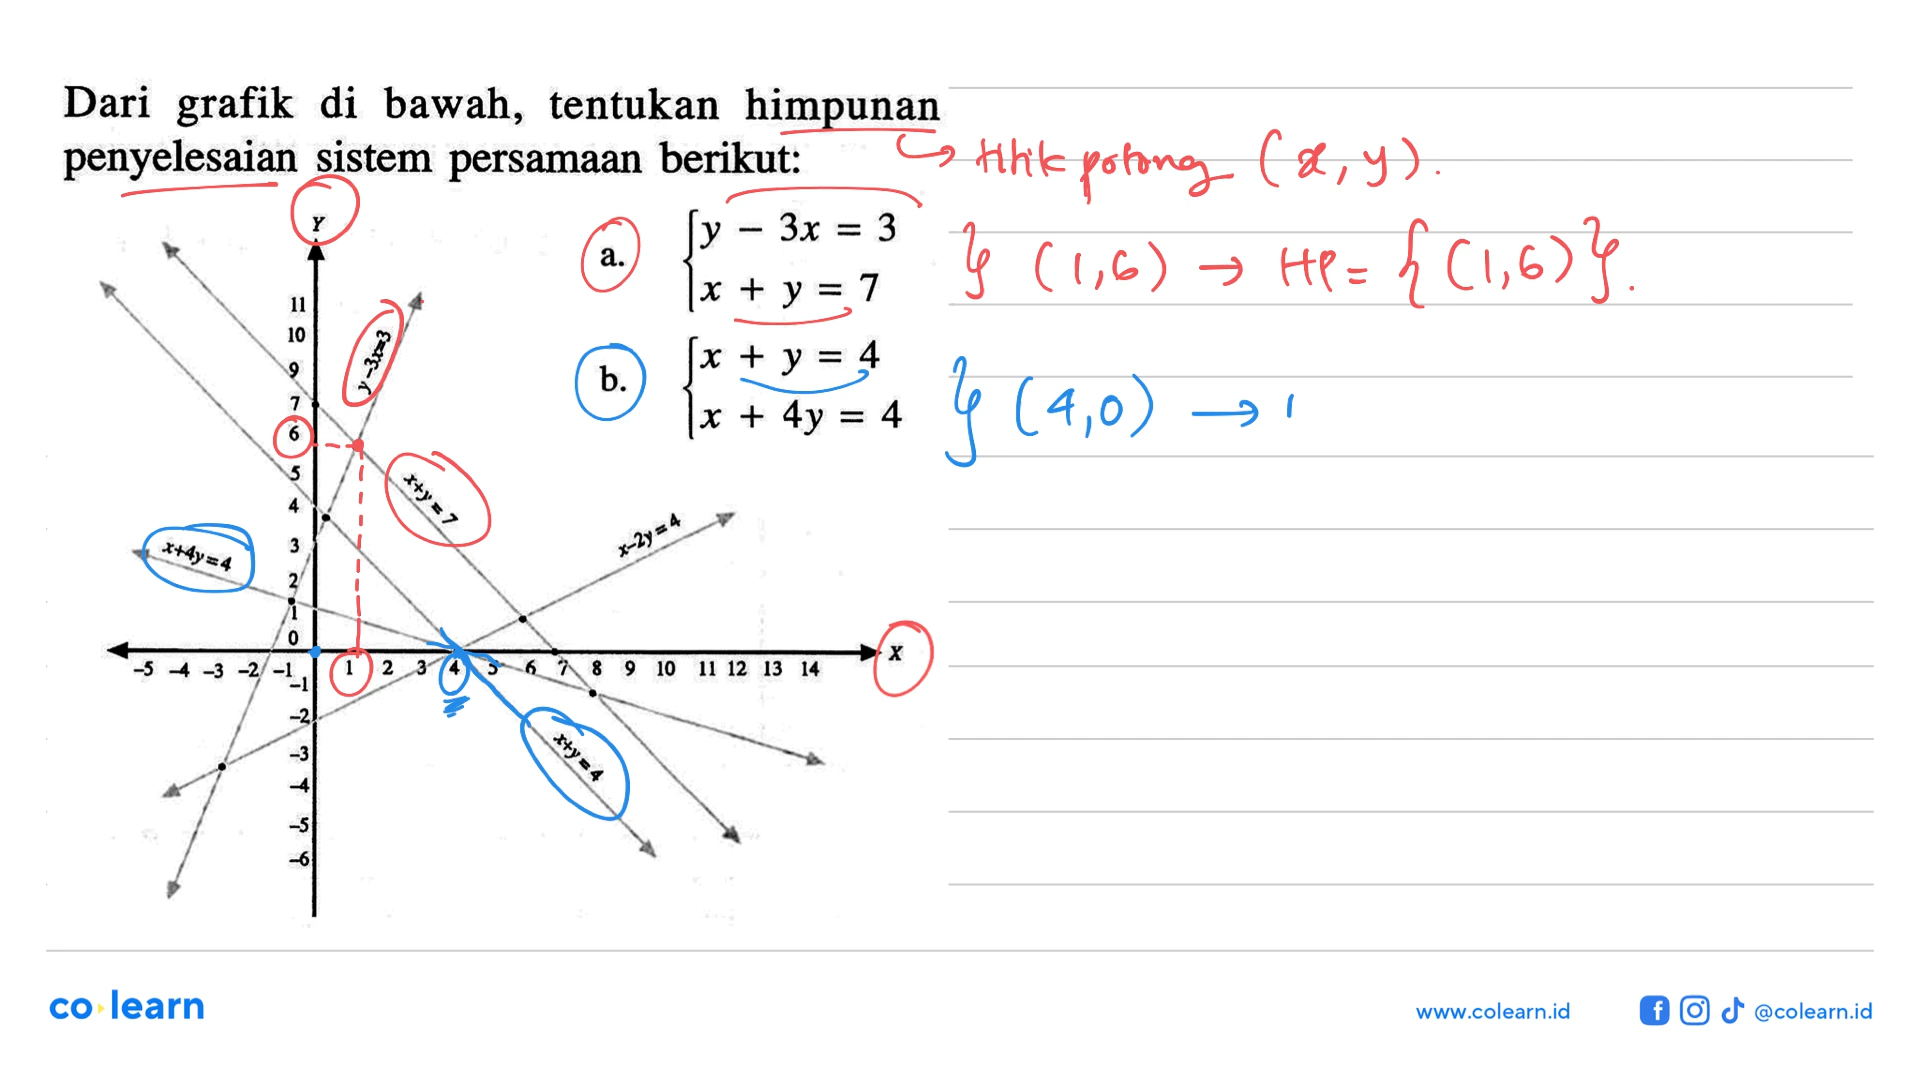 Dari grafik di bawah, tentukan himpunan
penyelesaian sistem persamaan berikut:
titik potong (x, y).
a. y - 3x = 3
x + y = 7
} (1,6) → HP = {(1,6)}.
b. x + y = 4
x + 4y = 4
} (4,0) →
Y
11
10
9
7
6
5
4
3
2
1
0
-1
-2
-3
-4
-5
-6
y-3x=3
x+y=7
x-2y=4
x+4y=4
-5 -4 -3 -2 -1 1 2 3 4 5 6 7 8 9 10 11 12 13 14 X
x+y=4
co learn
www.colearn.id
@colearn.id